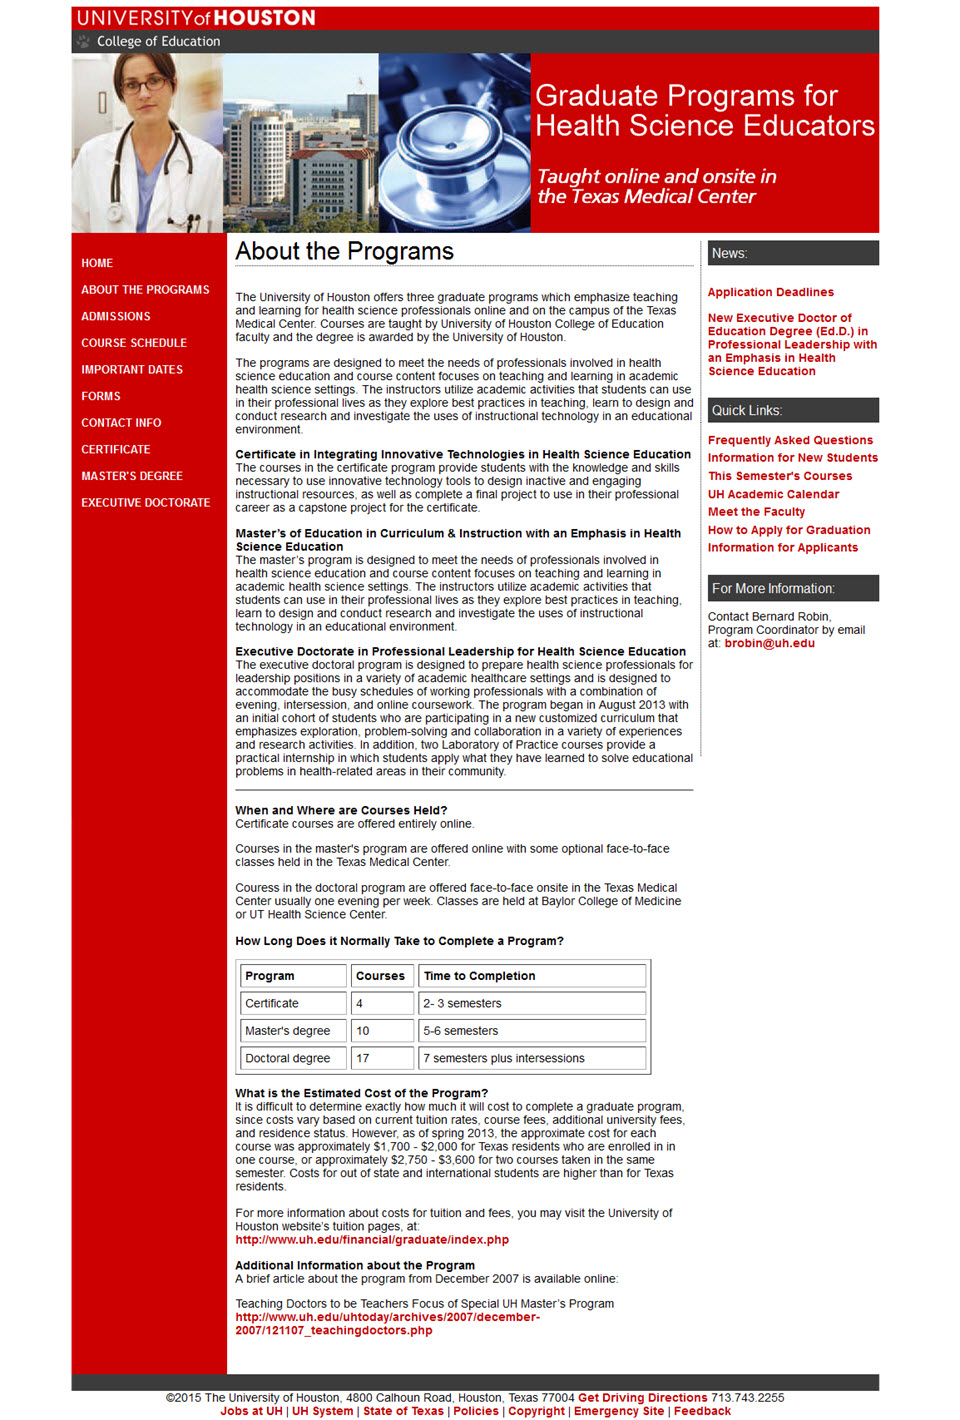 UNIVERSITY of HOUSTON
College of Education
Graduate Programs for
Health Science Educators
Taught online and onsite in
the Texas Medical Center
HOME
ABOUT THE PROGRAMS
ADMISSIONS
COURSE SCHEDULE
IMPORTANT DATES
FORMS
CONTACT INFO
CERTIFICATE
MASTER'S DEGREE
EXECUTIVE DOCTORATE
About the Programs
The University of Houston offers three graduate programs which emphasize teaching
and learning for health science professionals online and on the campus of the Texas
Medical Center. Courses are taught by University of Houston College of Education
faculty and the degree is awarded by the University of Houston.
The programs are designed to meet the needs of professionals involved in health
science education and course content focuses on teaching and learning in academic
health science settings. The instructors utilize academic activities that students can use
in their professional lives as they explore best practices in teaching, learn to design and
conduct research and investigate the uses of instructional technology in an educational
environment.
Certificate in Integrating Innovative Technologies in Health Science Education
The courses in the certificate program provide students with the knowledge and skills
necessary to use innovative technology tools to design inactive and engaging
instructional resources, as well as complete a final project to use in their professional
career as a capstone project for the certificate.
Master's of Education in Curriculum & Instruction with an Emphasis in Health
Science Education
The master's program is designed to meet the needs of professionals involved in
health science education and course content focuses on teaching and learning in
academic health science settings. The instructors utilize academic activities that
students can use in their professional lives as they explore best practices in teaching,
learn to design and conduct research and investigate the uses of instructional
technology in an educational environment.
Executive Doctorate in Professional Leadership for Health Science Education
The executive doctoral program is designed to prepare health science professionals for
leadership positions in a variety of academic healthcare settings and is designed to
accommodate the busy schedules of working professionals with a combination of
evening, intersession, and online coursework. The program began in August 2013 with
an initial cohort of students who are participating in a new customized curriculum that
emphasizes exploration, problem-solving and collaboration in a variety of experiences
and research activities. In addition, two Laboratory of Practice courses provide a
practical internship in which students apply what they have learned to solve educational
problems in health-related areas in their community.
When and Where are Courses Held?
Certificate courses are offered entirely online.
Courses in the master's program are offered online with some optional face-to-face
classes held in the Texas Medical Center.
Couress in the doctoral program are offered face-to-face onsite in the Texas Medical
Center usually one evening per week. Classes are held at Baylor College of Medicine
or UT Health Science Center.
How Long Does it Normally Take to Complete a Program?
Program Courses Time to Completion
Certificate 4 2- 3 semesters
Master's degree 10 5-6 semesters
Doctoral degree 17 7 semesters plus intersessions
What is the Estimated Cost of the Program?
It is difficult to determine exactly how much it will cost to complete a graduate program,
since costs vary based on current tuition rates, course fees, additional university fees,
and residence status. However, as of spring 2013, the approximate cost for each
course was approximately $1,700 - $2,000 for Texas residents who are enrolled in in
one course, or approximately $2,750 - $3,600 for two courses taken in the same
semester. Costs for out of state and international students are higher than for Texas
residents.
For more information about costs for tuition and fees, you may visit the University of
Houston website's tuition pages, at:
http://www.uh.edu/financial/graduate/index.php
Additional Information about the Program
A brief article about the program from December 2007 is available online:
Teaching Doctors to be Teachers Focus of Special UH Master's Program
http://www.uh.edu/uhtoday/archives/2007/december-
2007/121107_teachingdoctors.php
News:
Application Deadlines
New Executive Doctor of
Education Degree (Ed.D.) in
Professional Leadership with
an Emphasis in Health
Science Education
Quick Links:
Frequently Asked Questions
Information for New Students
This Semester's Courses
UH Academic Calendar
Meet the Faculty
How to Apply for Graduation
Information for Applicants
For More Information:
Contact Bernard Robin,
Program Coordinator by email
at: brobin@uh.edu
©2015 The University of Houston, 4800 Calhoun Road, Houston, Texas 77004 Get Driving Directions 713.743.2255
Jobs at UH | UH System | State of Texas | Policies | Copyright | Emergency Site | Feedback